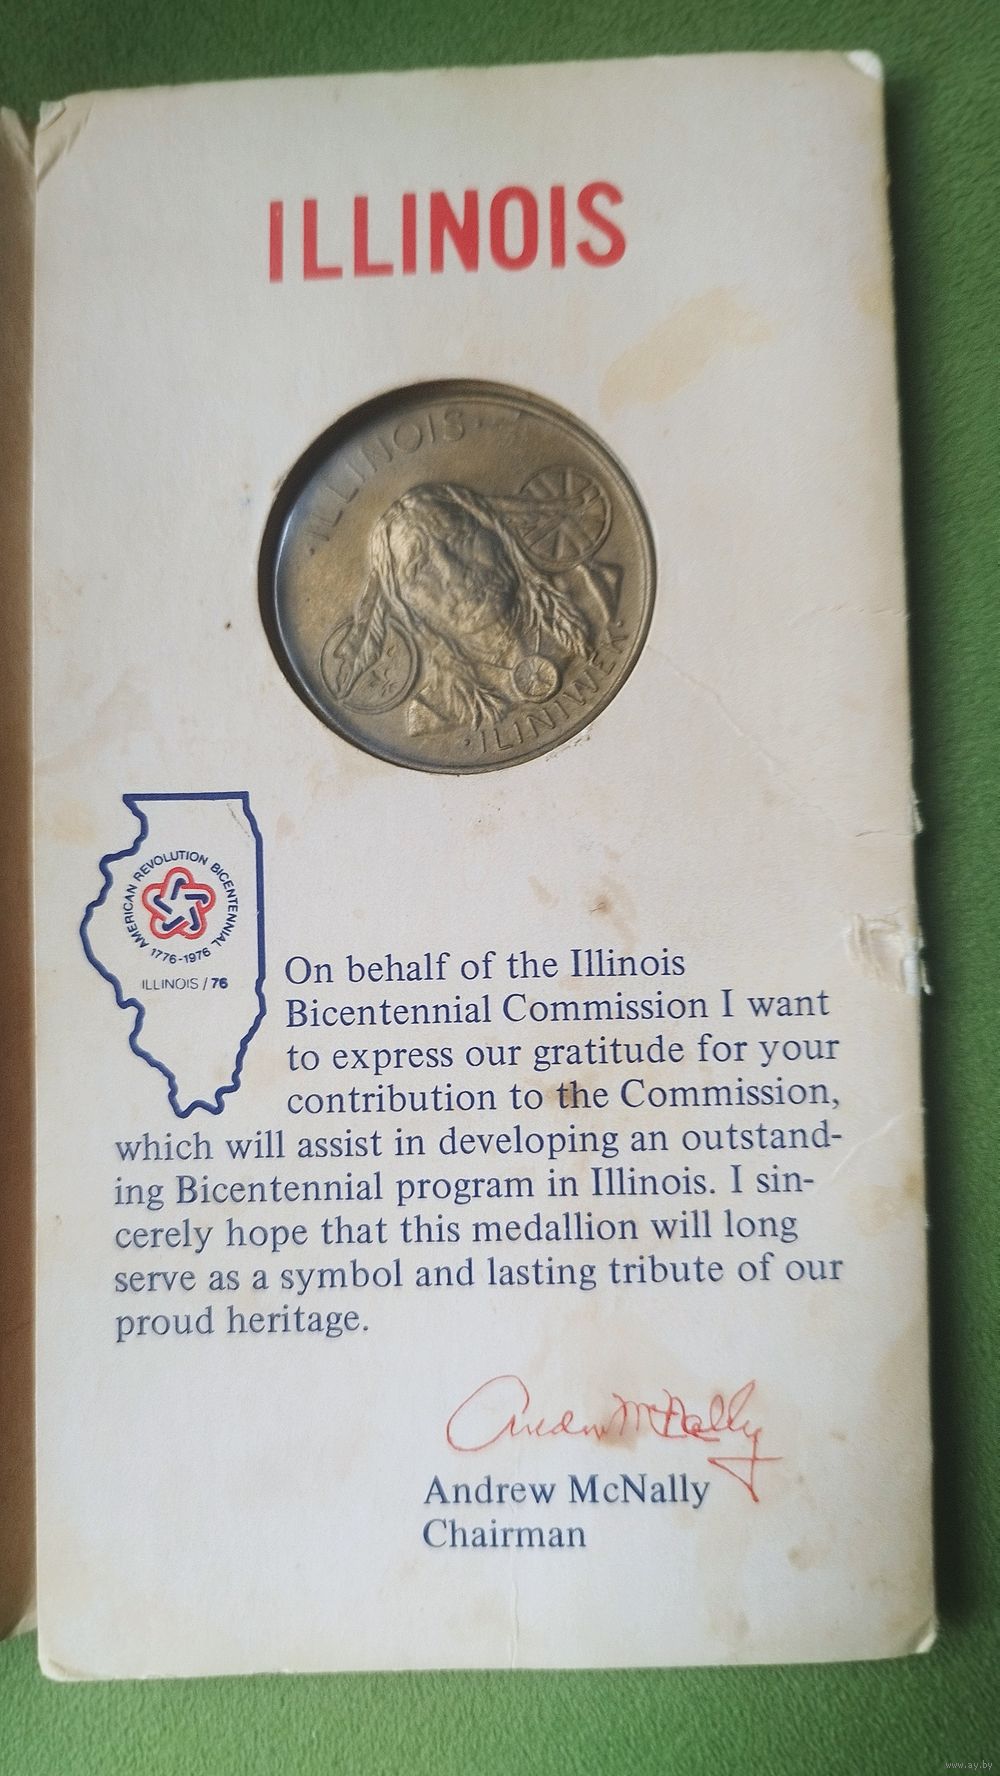 ILLINOIS
· ILLINOIS ·
· ILINIWEK ·
AMERICAN REVOLUTION BICENTENNIAL
1776-1976
ILLINOIS / 76
On behalf of the Illinois
Bicentennial Commission I want
to express our gratitude for your
contribution to the Commission,
which will assist in developing an outstand-
ing Bicentennial program in Illinois. I sin-
cerely hope that this medallion will long
serve as a symbol and lasting tribute of our
proud heritage.
Andrew McNally
Andrew McNally
Chairman
www.ay.by